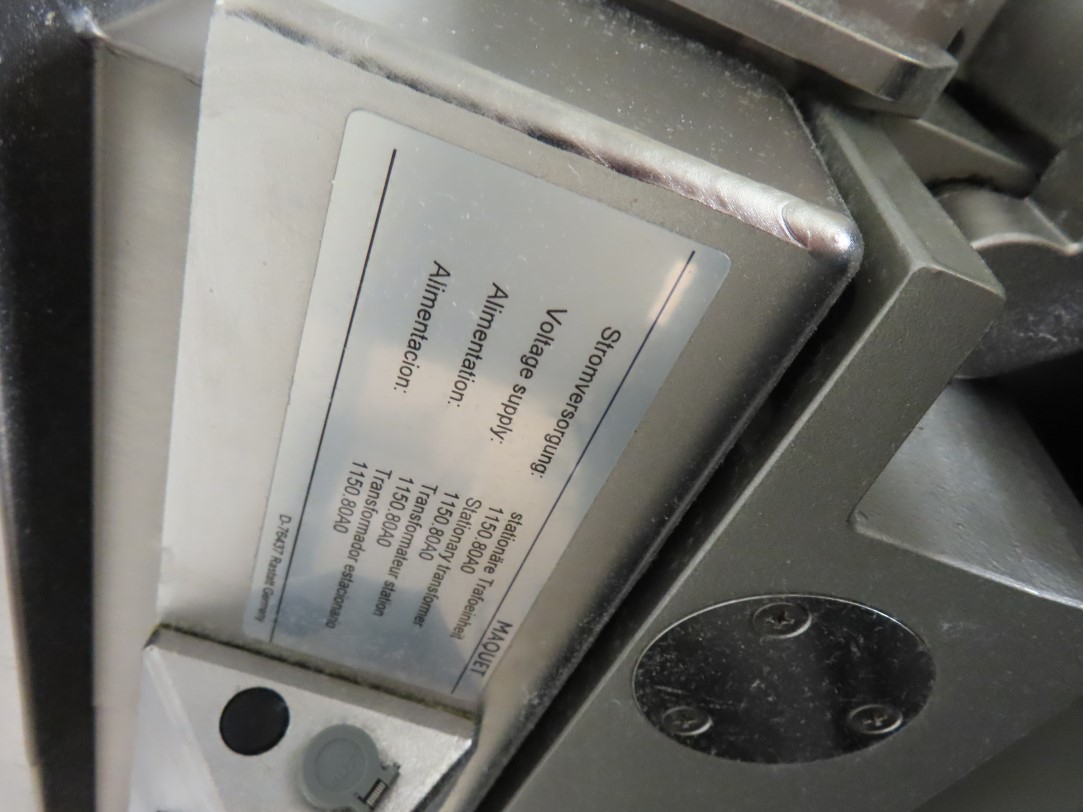 MAQUET
Stromversorgung: stationäre Trafoeinheit
1150.80A0
Voltage supply: Stationary transformer
1150.80A0
Alimentation: Transformateur station
1150.80A0
Alimentacion: Transformador estacionario
1150.80A0
D-76437 Rastatt Germany